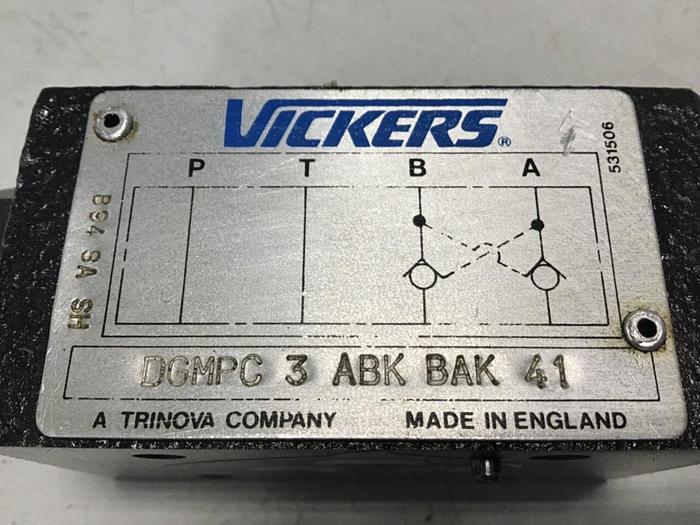 VICKERS®
531506
P T B A
B94 SA SH
DGMPC 3 ABK BAK 41
A TRINOVA COMPANY MADE IN ENGLAND